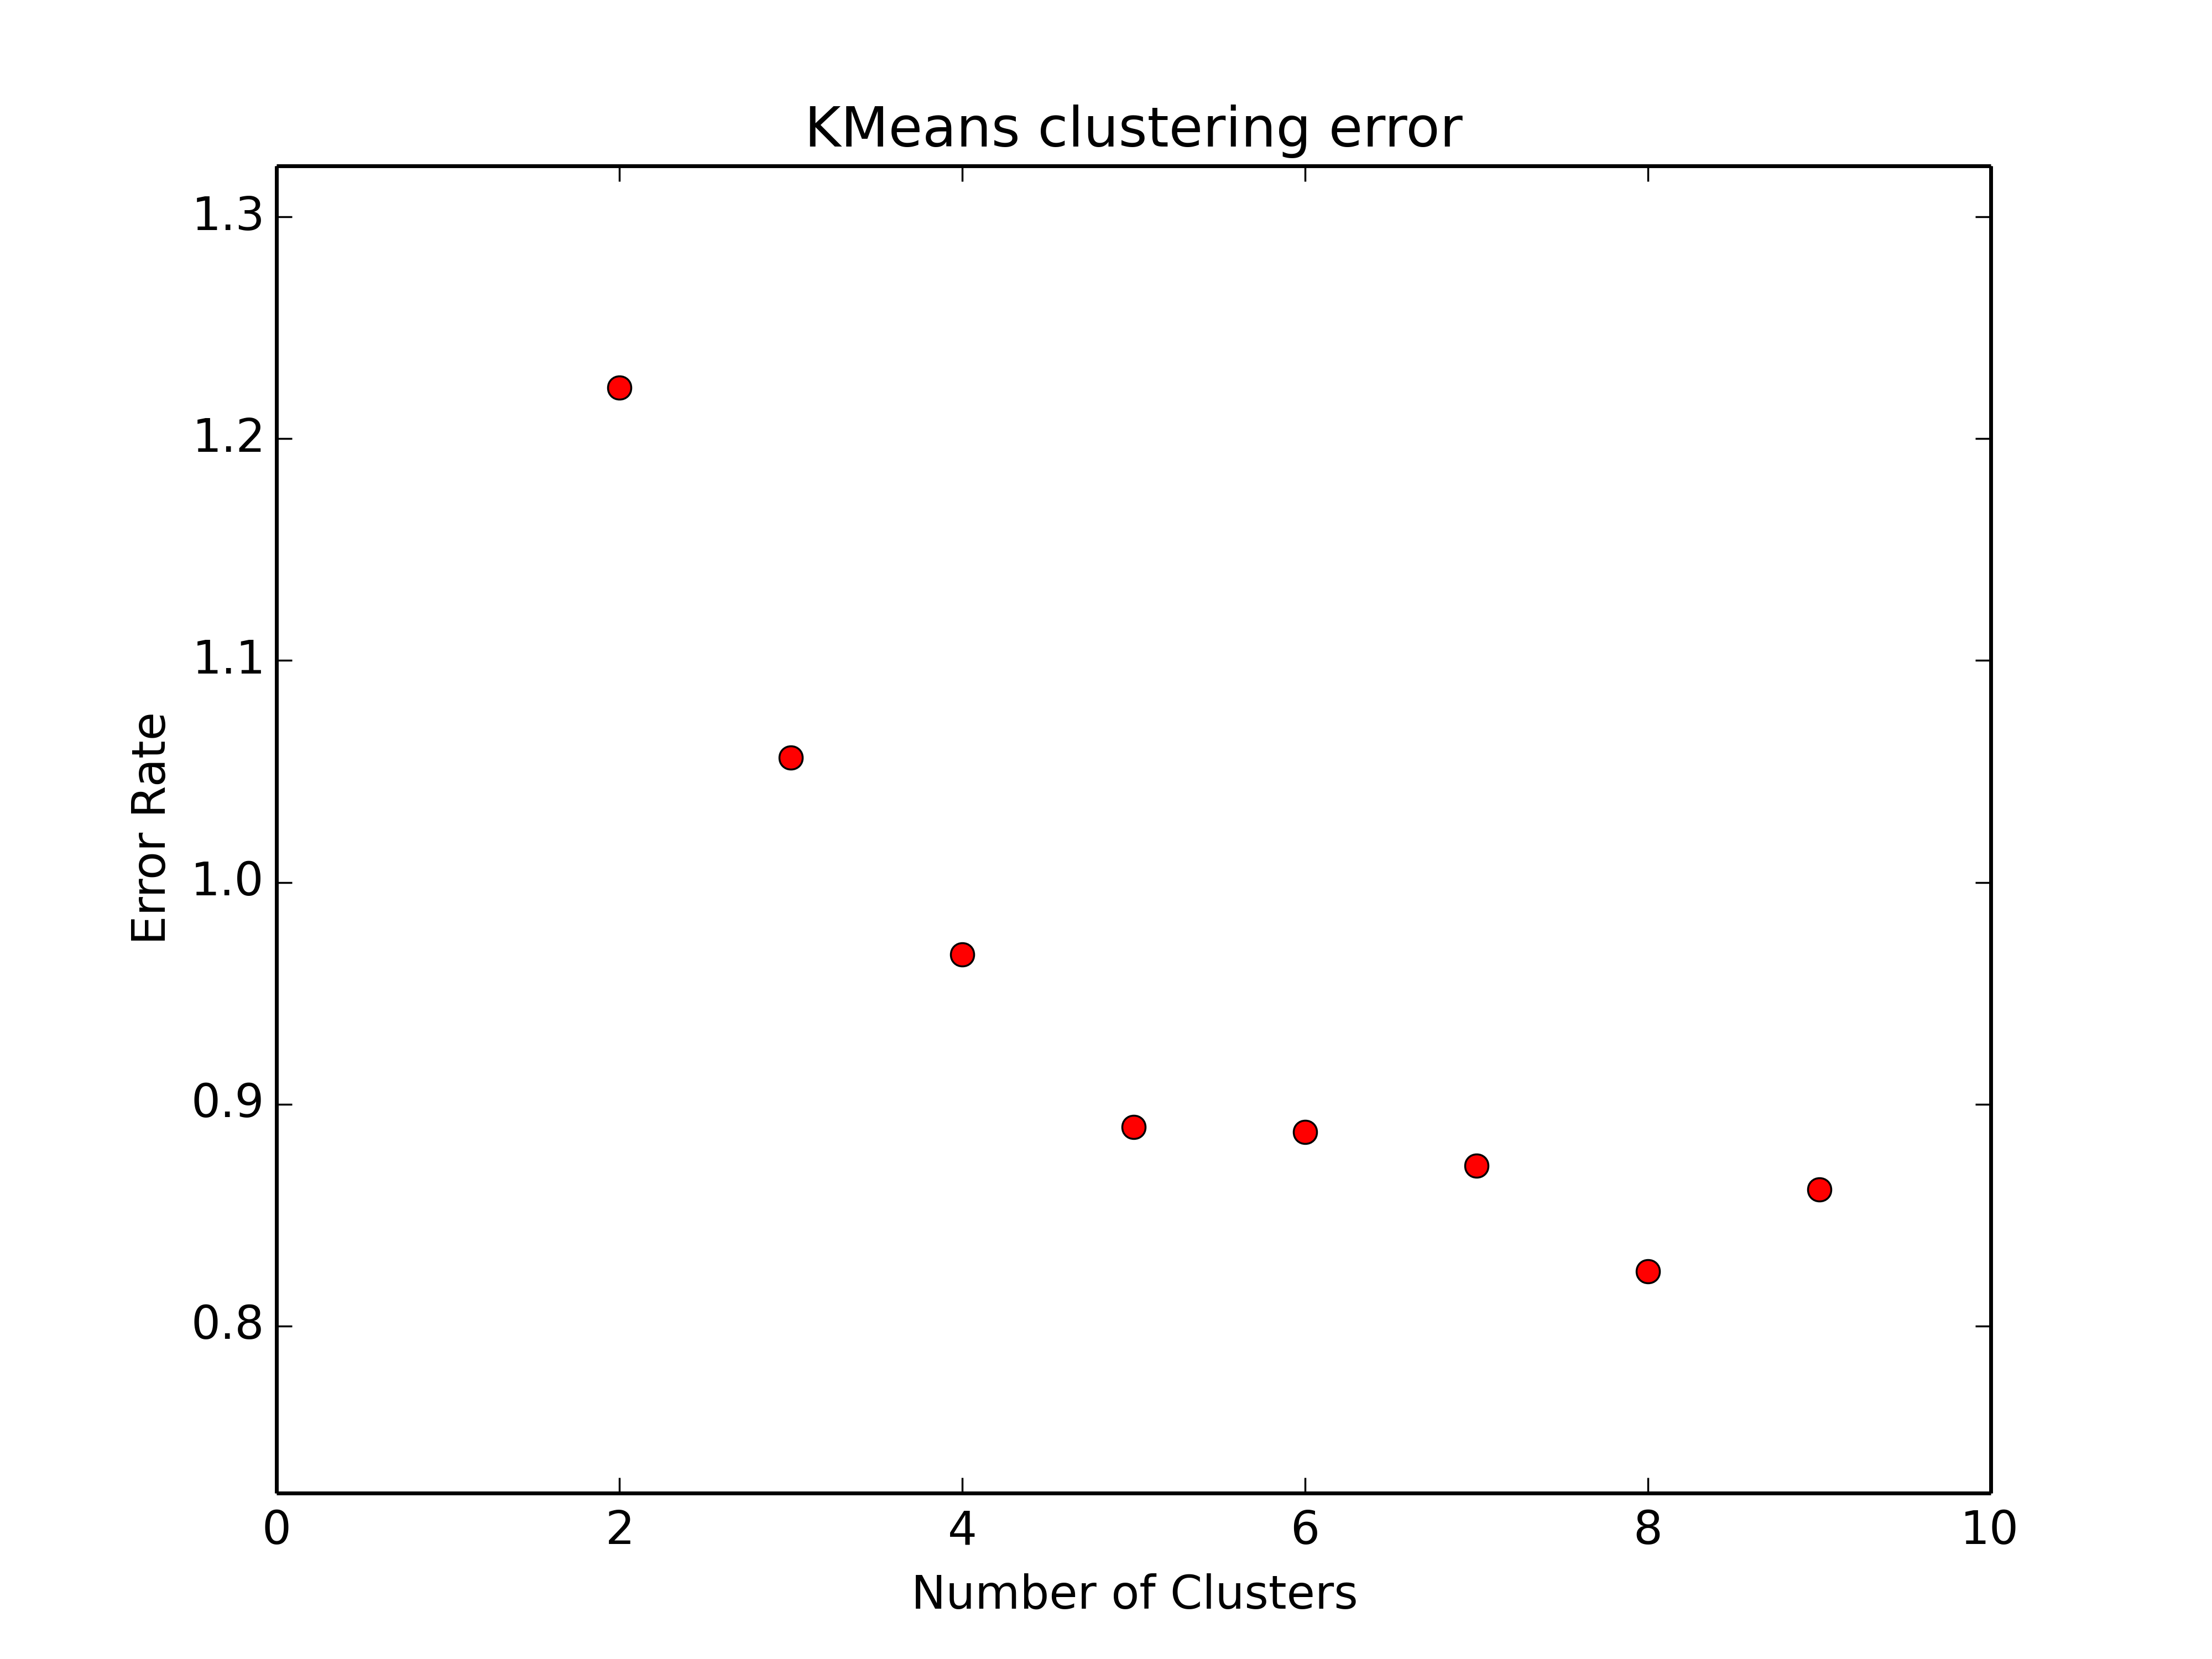 KMeans clustering error
1.3
1.2
1.1
1.0
0.9
0.8
Error Rate
0 2 4 6 8 10
Number of Clusters